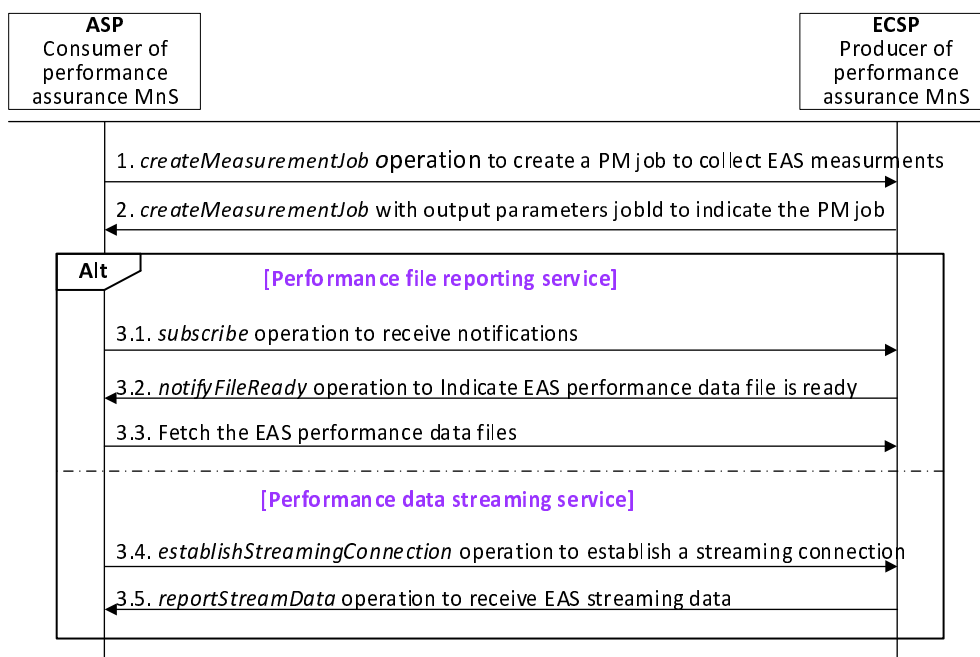 ASP
Consumer of
performance
assurance MnS
ECSP
Producer of
performance
assurance MnS
1. createMeasurementJob operation to create a PM job to collect EAS measurments
2. createMeasurementJob with output parameters jobId to indicate the PM job
Alt
[Performance file reporting service]
3.1. subscribe operation to receive notifications
3.2. notifyFileReady operation to Indicate EAS performance data file is ready
3.3. Fetch the EAS performance data files
[Performance data streaming service]
3.4. establishStreamingConnection operation to establish a streaming connection
3.5. reportStreamData operation to receive EAS streaming data